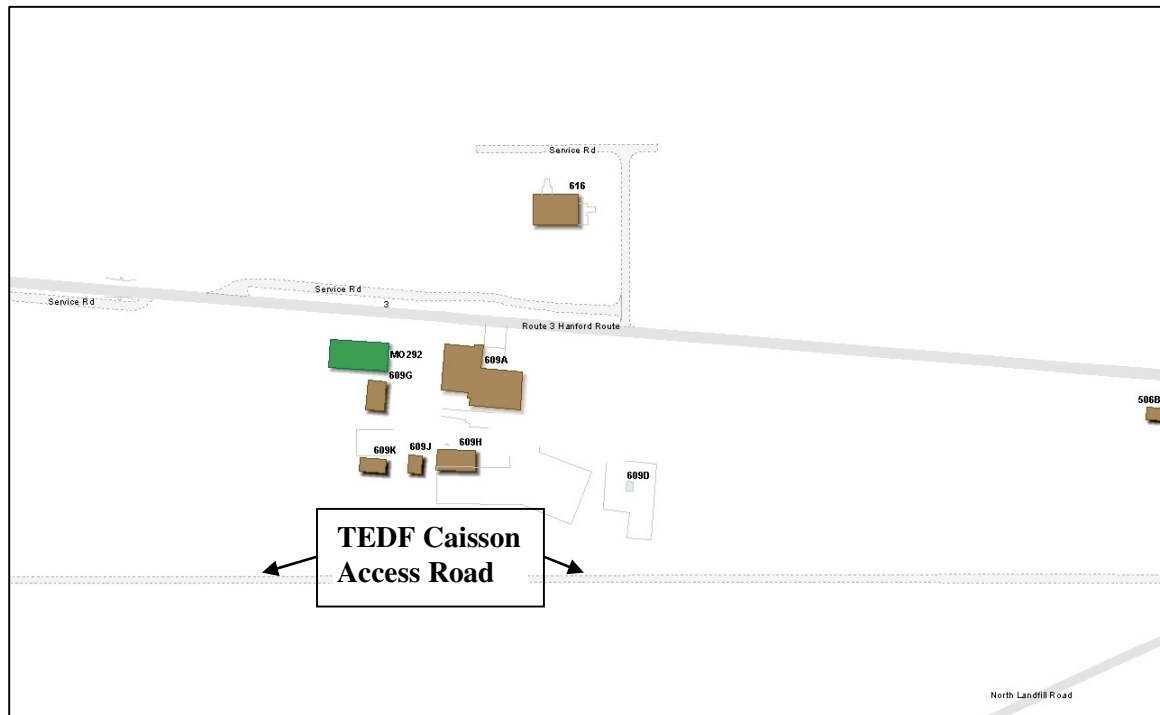 Service Rd
616
Service Rd
Service Rd
3
Route 3 Hanford Route
MO292
609A
609G
506B
609K
609J
609H
609D
TEDF Caisson
Access Road
North Landfill Road